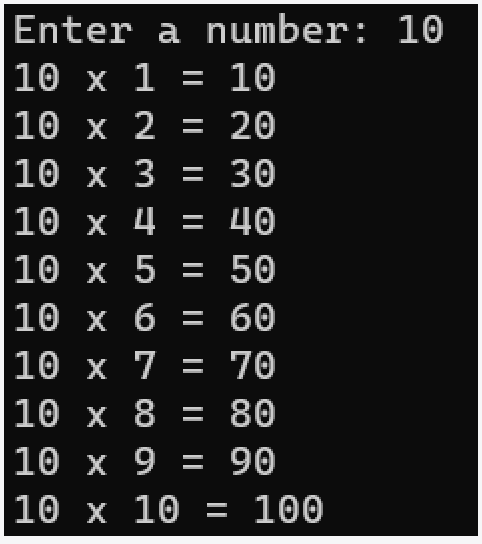 Enter a number: 10
10 x 1 = 10
10 x 2 = 20
10 x 3 = 30
10 x 4 = 40
10 x 5 = 50
10 x 6 = 60
10 x 7 = 70
10 x 8 = 80
10 x 9 = 90
10 x 10 = 100